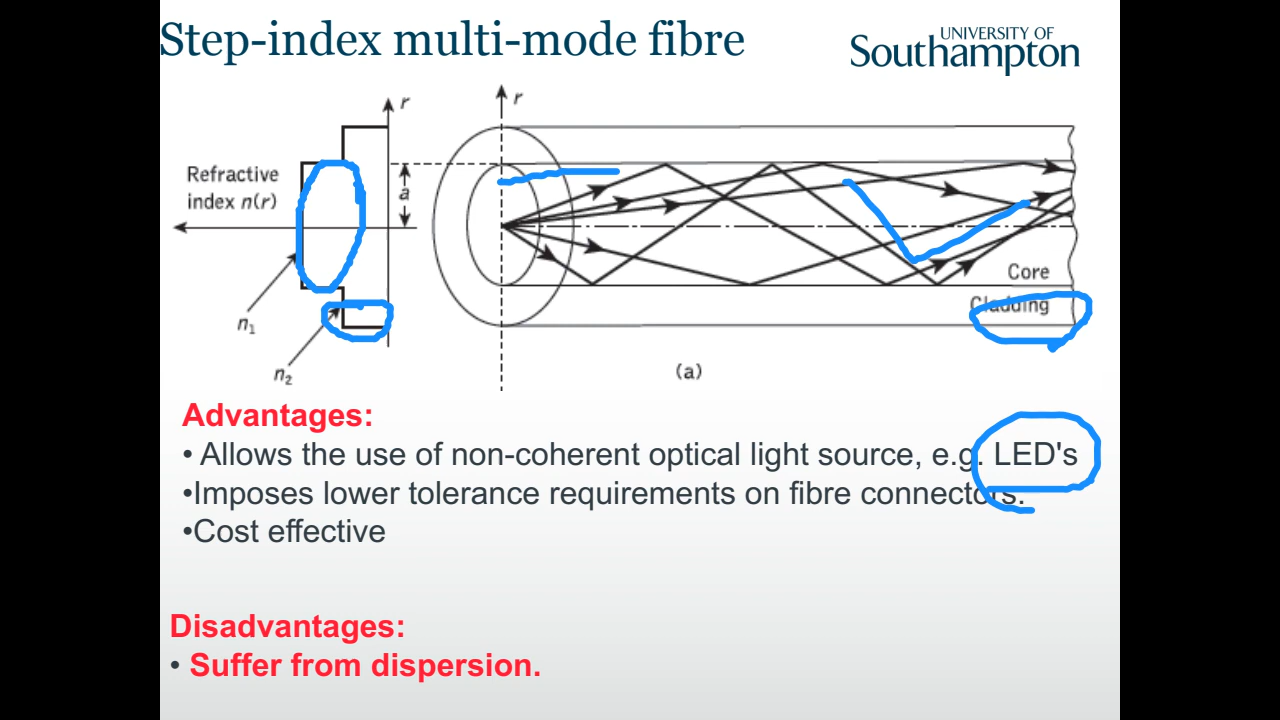 Step-index multi-mode fibre
UNIVERSITY OF
Southampton
r
r
Refractive
index n(r)
a
n1
n2
Core
Cladding
(a)
Advantages:
• Allows the use of non-coherent optical light source, e.g. LED's
•Imposes lower tolerance requirements on fibre connectors.
•Cost effective
Disadvantages:
• Suffer from dispersion.